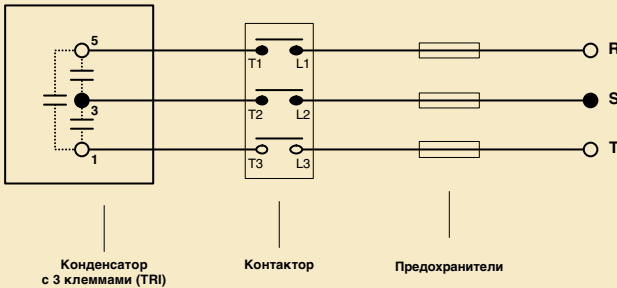 5
R
T1 L1
3
S
T2 L2
1
T
T3 L3
Конденсатор
с 3 клеммами (TRI)
Контактор
Предохранители